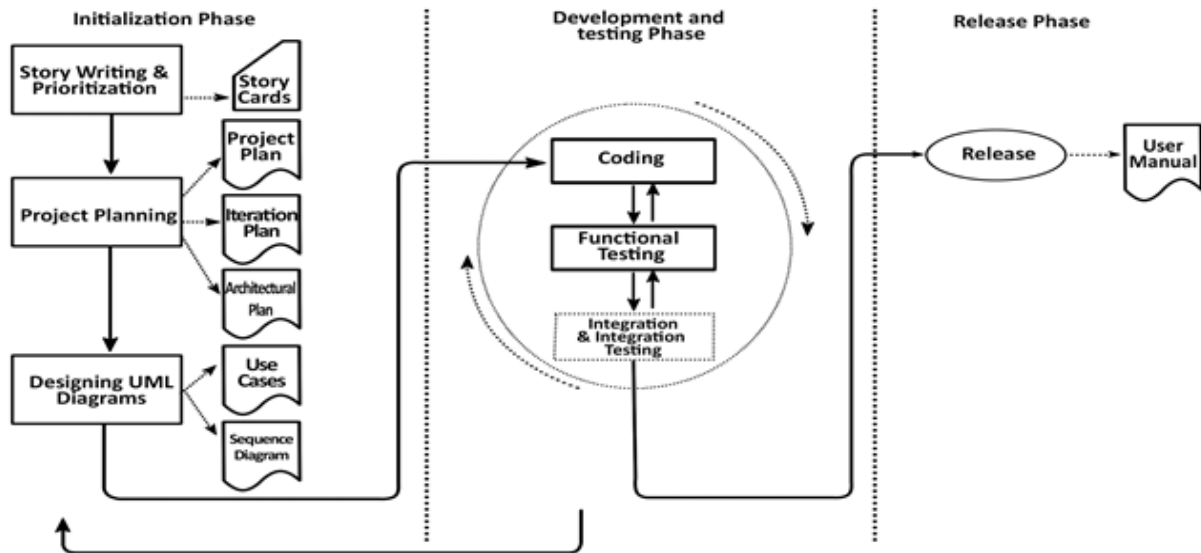 Initialization Phase
Story Writing &
Prioritization
Story
Cards
Project
Plan
Project Planning
Iteration
Plan
Architectural
Plan
Designing UML
Diagrams
Use
Cases
Sequence
Diagram
Development and
testing Phase
Coding
Functional
Testing
Integration
& Integration
Testing
Release Phase
Release
User
Manual